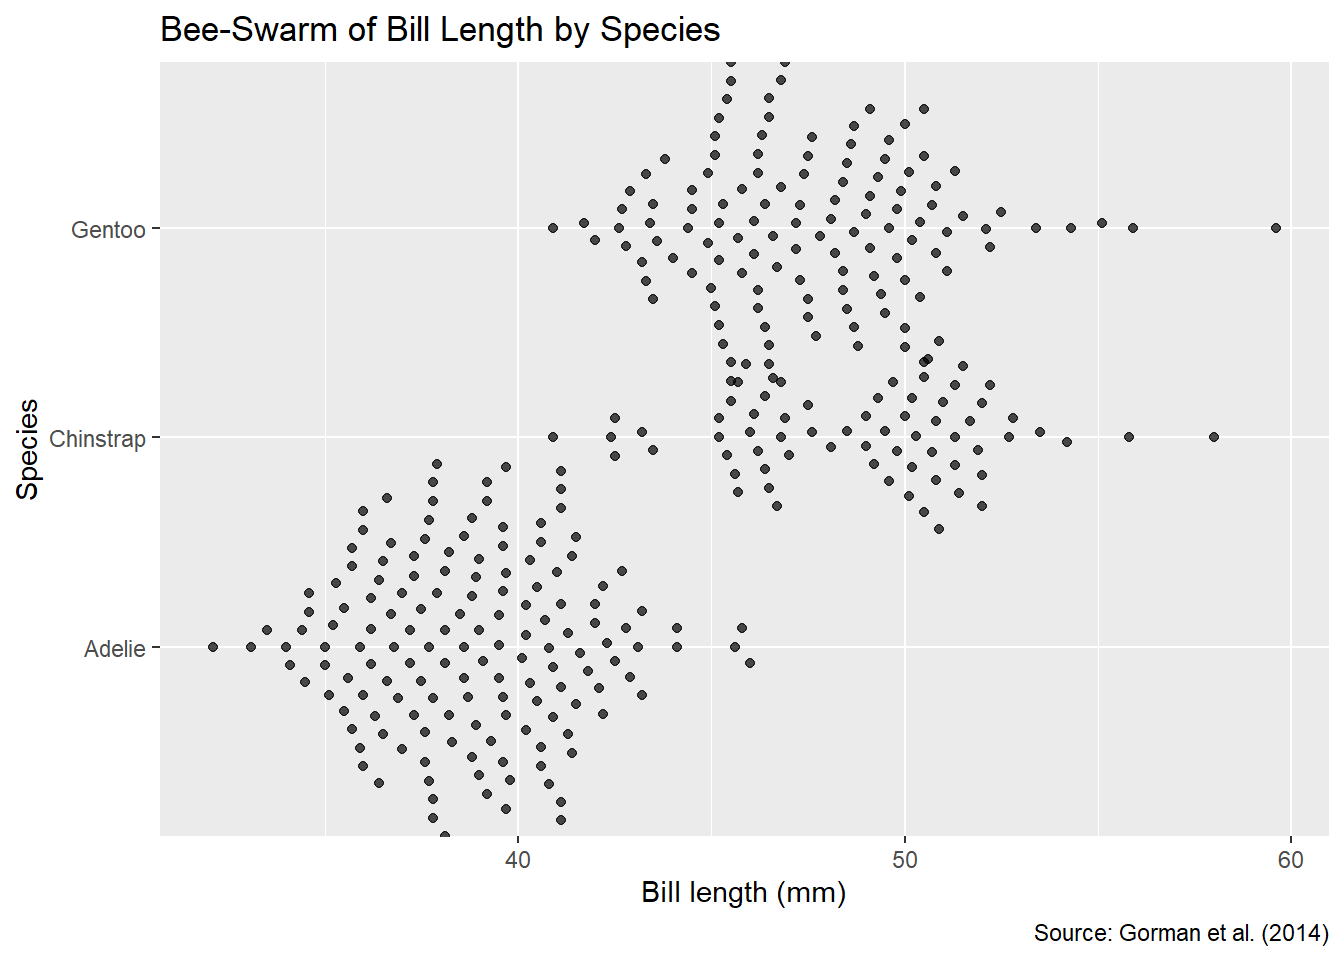 Bee-Swarm of Bill Length by Species
Species
Gentoo
Chinstrap
Adelie
40
50
60
Bill length (mm)
Source: Gorman et al. (2014)